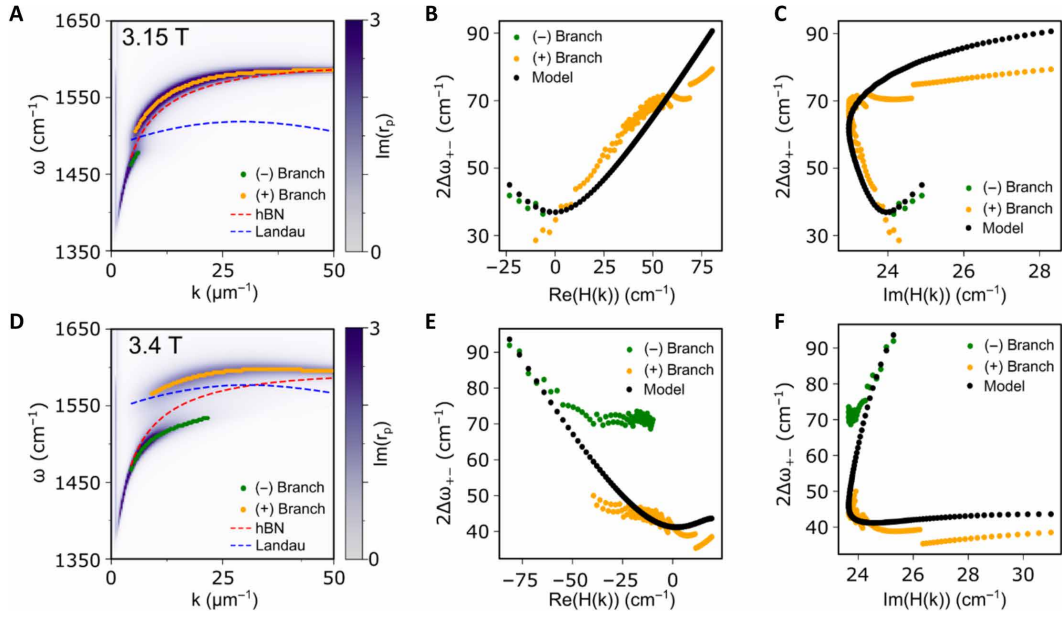 A
1650
1550
1450
1350
ω (cm⁻¹)
3.15 T
(−) Branch
(+) Branch
hBN
Landau
0
25
50
k (μm⁻¹)
3
0
Im(rₚ)
B
90
70
50
30
2Δω₊₋ (cm⁻¹)
(−) Branch
(+) Branch
Model
−25
0
25
50
75
Re(H(k)) (cm⁻¹)
C
90
70
50
30
2Δω₊₋ (cm⁻¹)
(−) Branch
(+) Branch
Model
24
26
28
Im(H(k)) (cm⁻¹)
D
1650
1550
1450
1350
ω (cm⁻¹)
3.4 T
(−) Branch
(+) Branch
hBN
Landau
0
25
50
k (μm⁻¹)
3
0
Im(rₚ)
E
90
80
70
60
50
40
2Δω₊₋ (cm⁻¹)
(−) Branch
(+) Branch
Model
−75
−50
−25
0
Re(H(k)) (cm⁻¹)
F
90
80
70
60
50
40
2Δω₊₋ (cm⁻¹)
(−) Branch
(+) Branch
Model
24
26
28
30
Im(H(k)) (cm⁻¹)